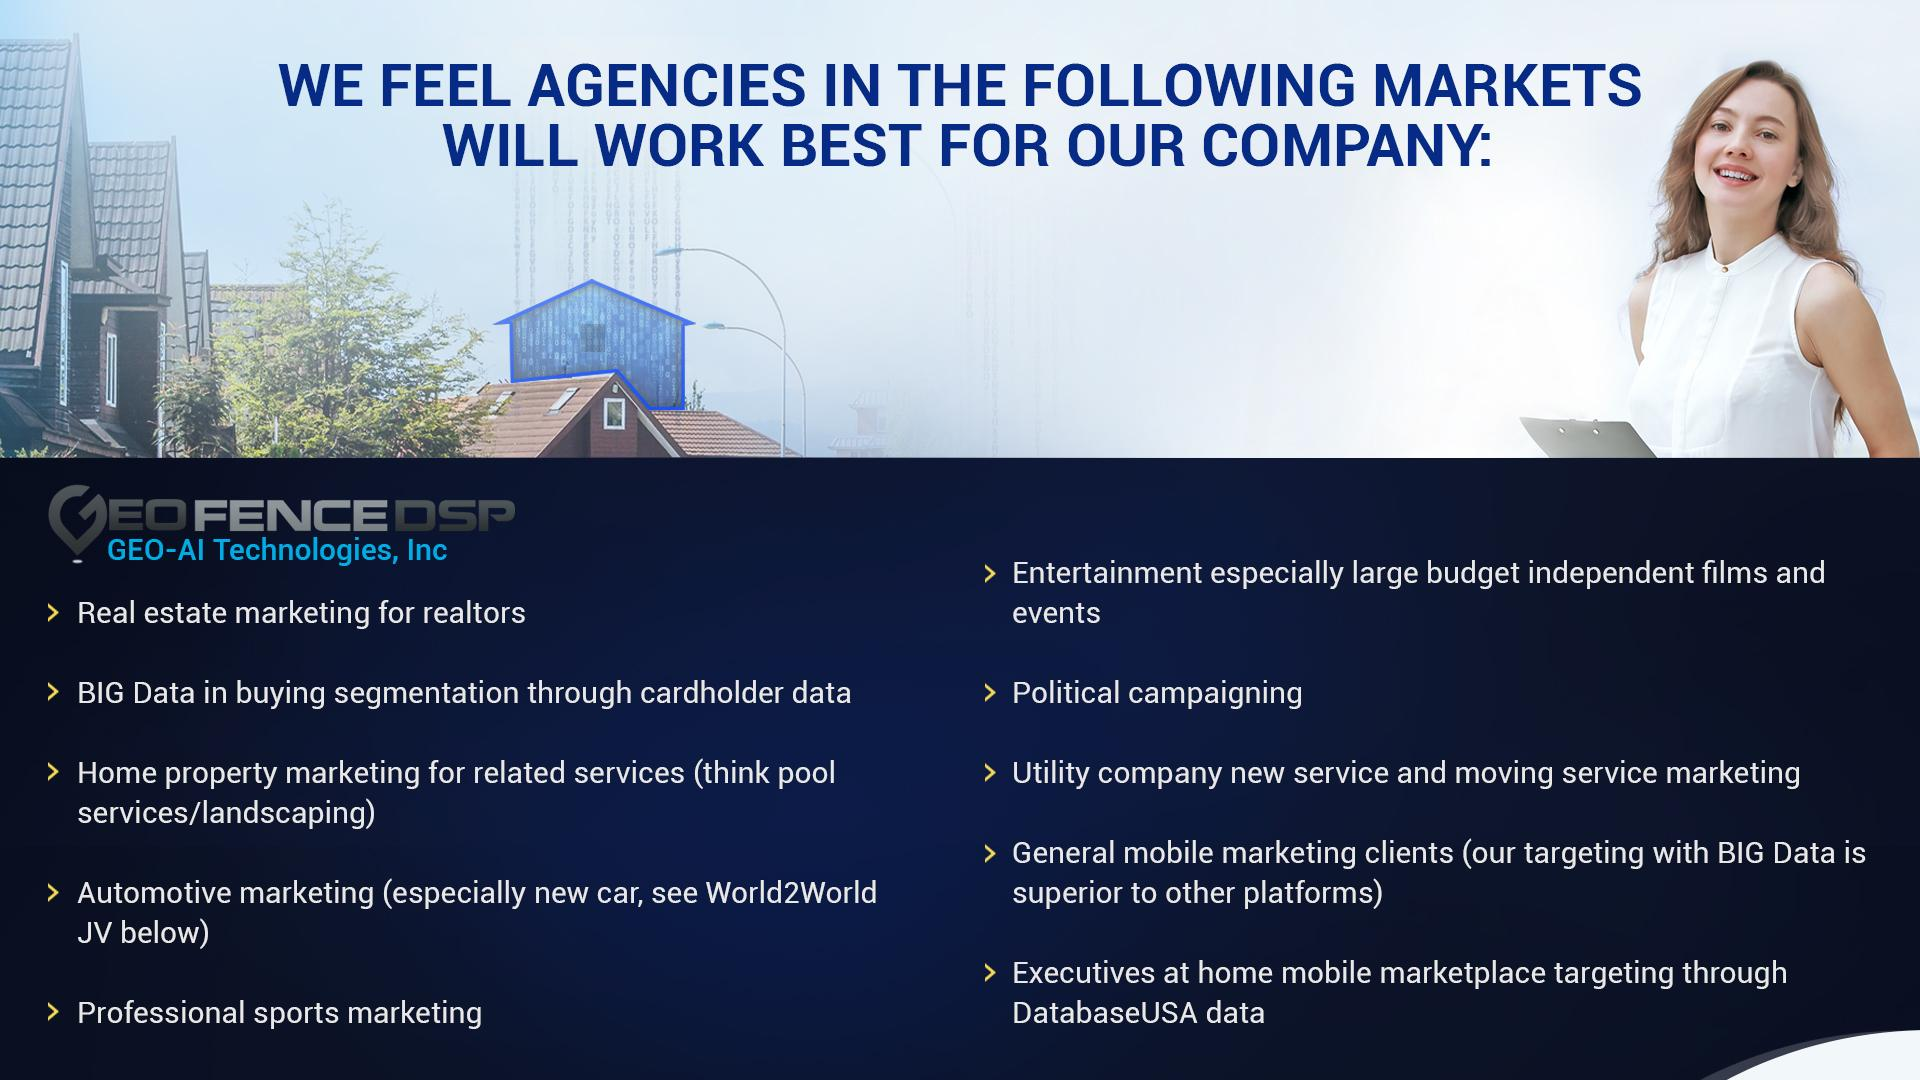 WE FEEL AGENCIES IN THE FOLLOWING MARKETS
WILL WORK BEST FOR OUR COMPANY:
GEOFENCEDSP
GEO-AI Technologies, Inc
Real estate marketing for realtors
BIG Data in buying segmentation through cardholder data
Home property marketing for related services (think pool
services/landscaping)
Automotive marketing (especially new car, see World2World
JV below)
Professional sports marketing
Entertainment especially large budget independent films and
events
Political campaigning
Utility company new service and moving service marketing
General mobile marketing clients (our targeting with BIG Data is
superior to other platforms)
Executives at home mobile marketplace targeting through
DatabaseUSA data